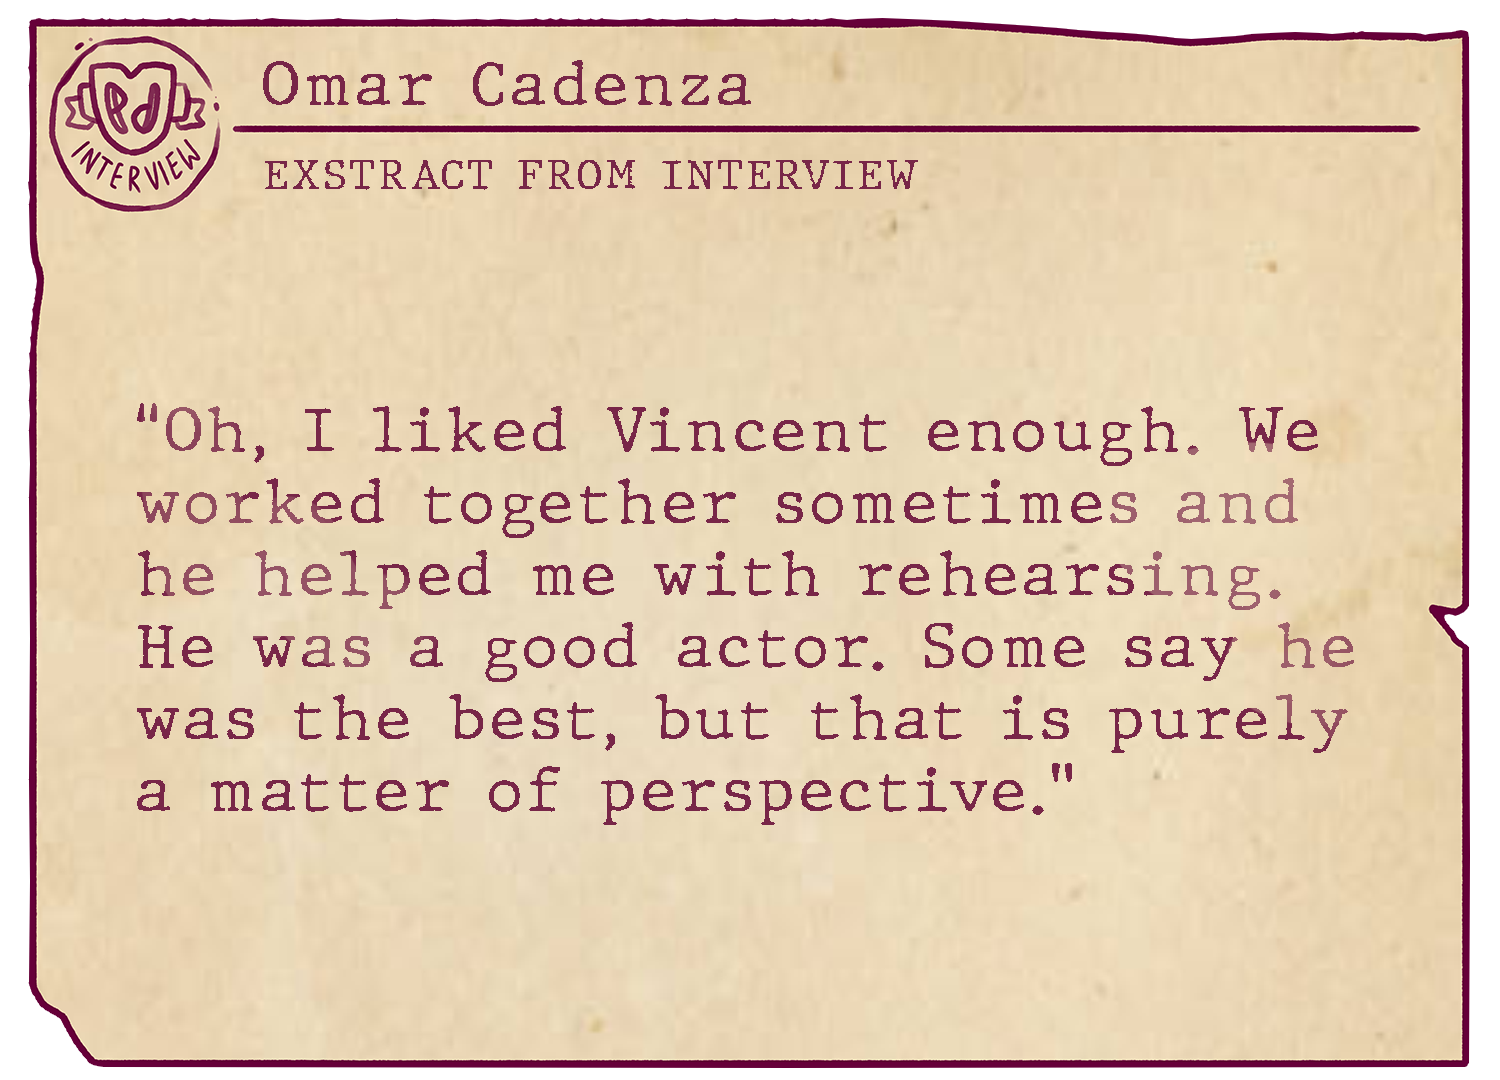 Omar Cadenza
Pd
INTERVIEW
EXSTRACT FROM INTERVIEW
"Oh, I liked Vincent enough. We
worked together sometimes and
he helped me with rehearsing.
He was a good actor. Some say he
was the best, but that is purely
a matter of perspective."